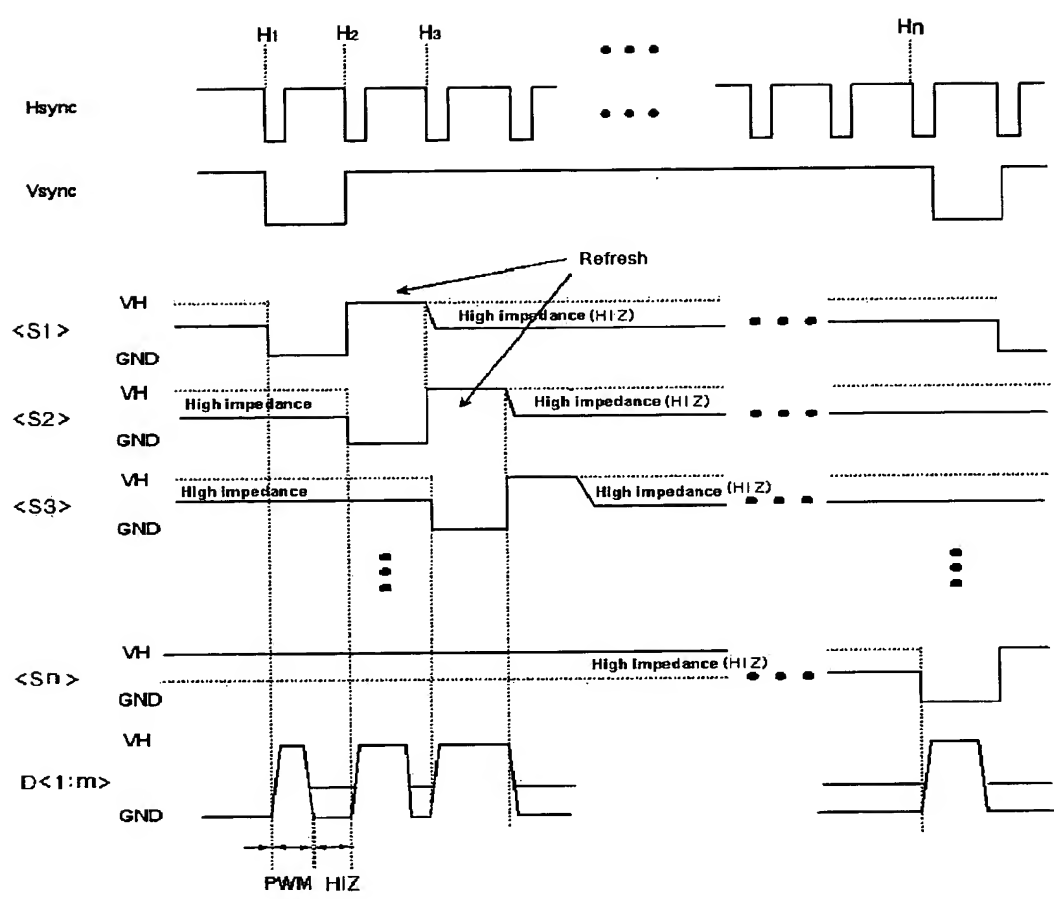 H1 H2 H3 Hn
Hsync
Vsync
Refresh
VH
High impedance (HIZ)
<S1>
GND
VH
High impedance High impedance (HIZ)
<S2>
GND
VH
High impedance High impedance (HIZ)
<S3>
GND
VH
High impedance (HIZ)
<Sn>
GND
VH
D<1:m>
GND
PWM HIZ